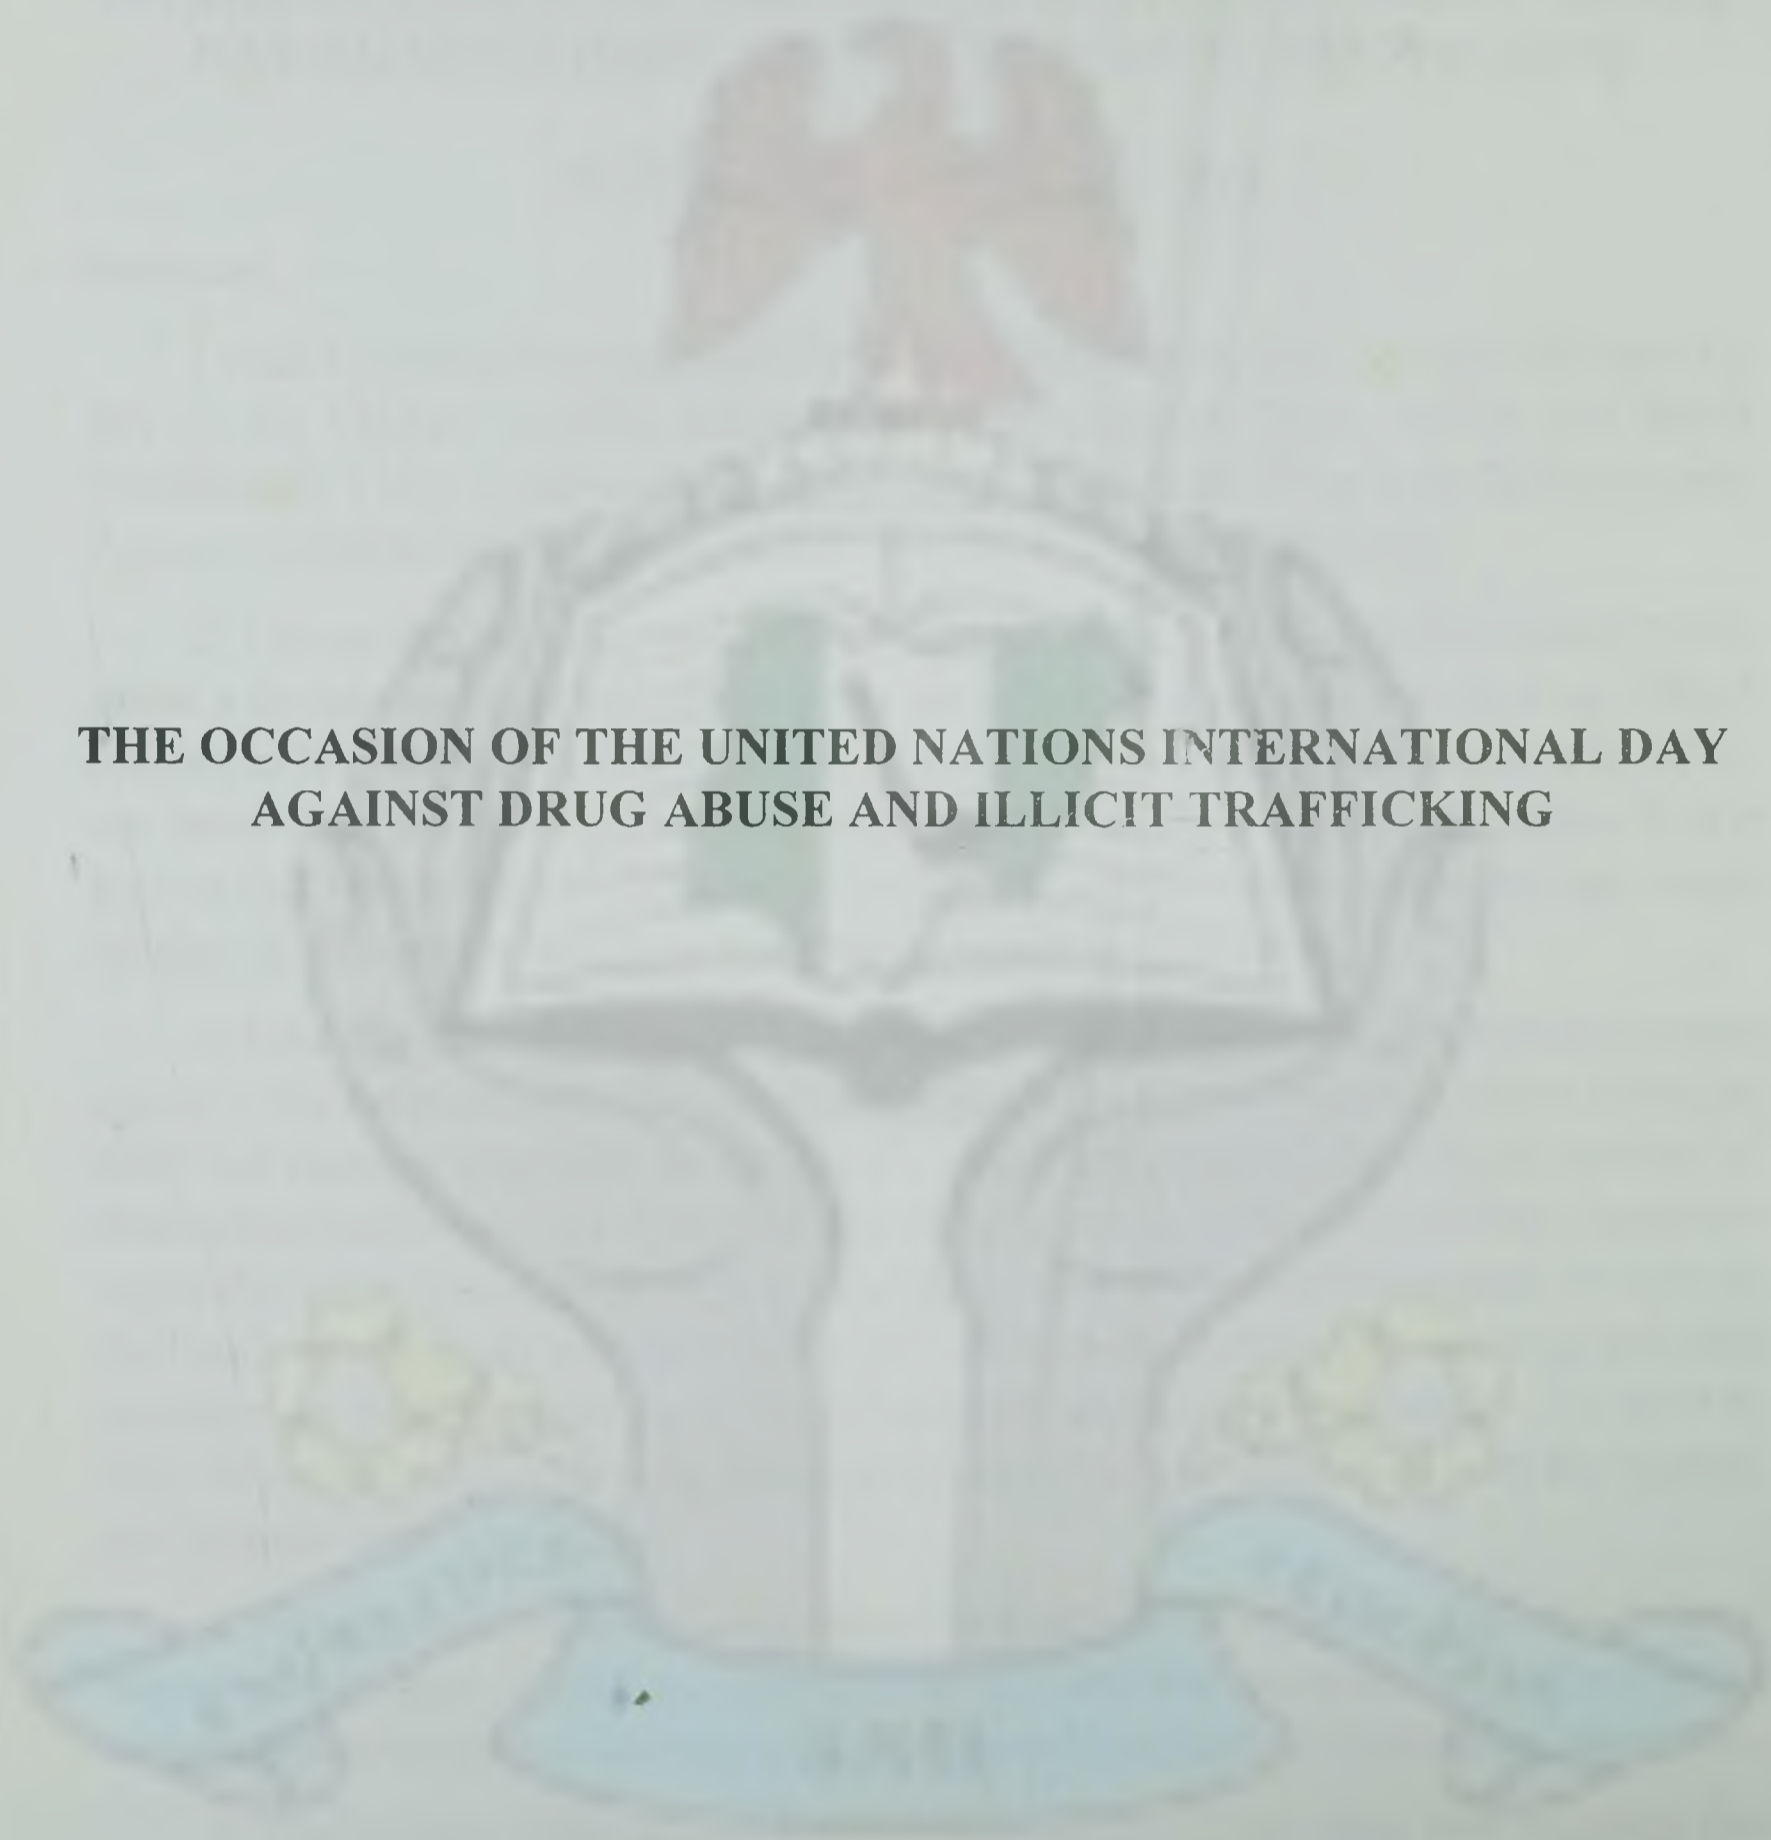 THE OCCASION OF THE UNITED NATIONS INTERNATIONAL DAY
AGAINST DRUG ABUSE AND ILLICIT TRAFFICKING